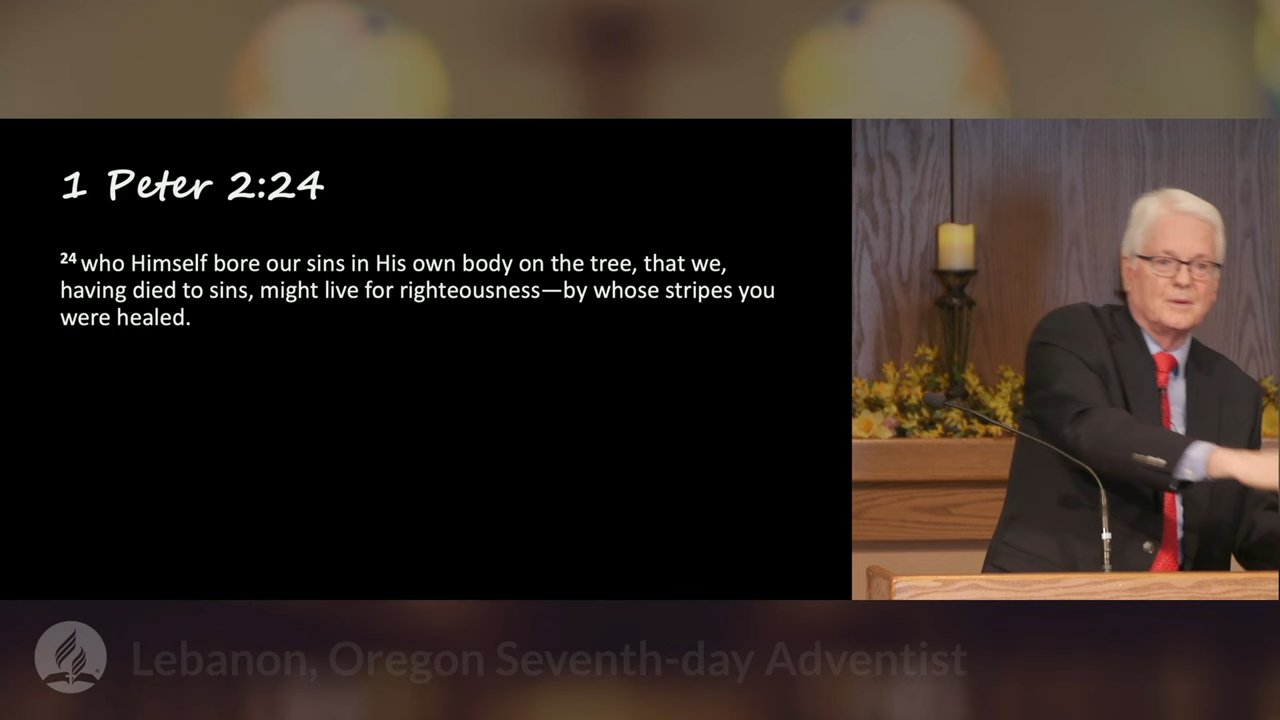 1 Peter 2:24
24 who Himself bore our sins in His own body on the tree, that we,
having died to sins, might live for righteousness—by whose stripes you
were healed.
Lebanon, Oregon Seventh-day Adventist